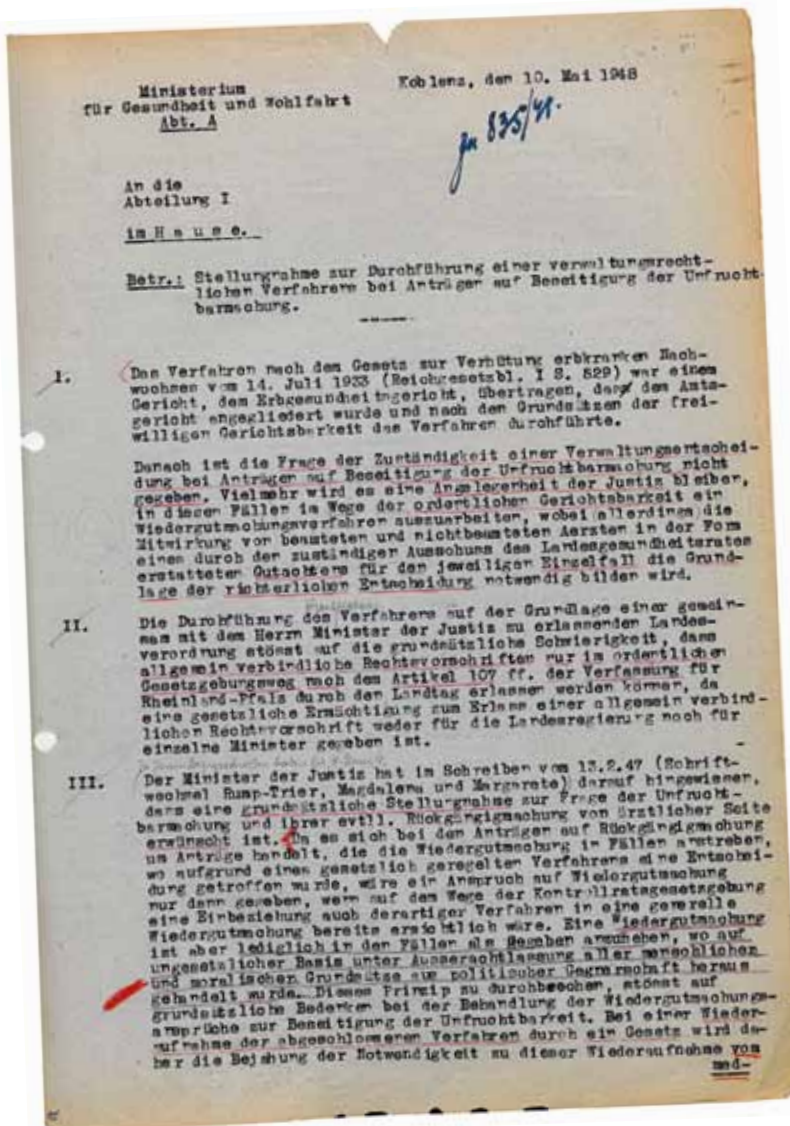 Ministerium
für Gesundheit und Wohlfahrt
Abt. A
Koblenz, den 10. Mai 1948
zu 835/48.
An die
Abteilung I
im H a u s e.
Betr.: Stellungnahme zur Durchführung einer verwaltungsrecht-
lichen Verfahrens bei Anträgen auf Beseitigung der Unfrucht-
barmachung.
I. Das Verfahren nach dem Gesetz zur Verhütung erbkranken Nach-
wuchses vom 14. Juli 1933 (Reichgesetzbl. I S. 529) war einem
Gericht, dem Erbgesundheitsgericht, übertragen, das dem Amts-
gericht angegliedert wurde und nach den Grundsätzen der frei-
willigen Gerichtsbarkeit das Verfahren durchführte.
Danach ist die Frage der Zuständigkeit einer Verwaltungsentschei-
dung bei Anträgen auf Beseitigung der Unfruchtbarmachung nicht
gegeben. Vielmehr wird es eine Angelegenheit der Justiz bleiben,
in diesen Fällen im Wege der ordentlichen Gerichtsbarkeit ein
Wiedergutmachungsverfahren auszuarbeiten, wobei allerdings die
Mitwirkung von beamteten und nichtbeamteten Aerzten in der Form
eines durch den zuständigen Ausschuss des Landesgesundheitsrates
erstatteten Gutachtens für den jeweiligen Einzelfall die Grund-
lage der richterlichen Entscheidung notwendig bilden wird.
II. Die Durchführung des Verfahrens auf der Grundlage einer gemein-
sam mit dem Herrn Minister der Justiz zu erlassenden Landes-
verordnung stösst auf die grundsätzliche Schwierigkeit, dass
allgemein verbindliche Rechtsvorschriften nur im ordentlichen
Gesetzgebungsweg nach dem Artikel 107 ff. der Verfassung für
Rheinland-Pfalz durch den Landtag erlassen werden können, da
eine gesetzliche Ermächtigung zum Erlass einer allgemein verbind-
lichen Rechtsvorschrift weder für die Landesregierung noch für
einzelne Minister gegeben ist.
III. Der Minister der Justiz hat im Schreiben vom 13.2.47 (Schrift-
wechsel Rump-Trier, Magdalena und Margarete) darauf hingewiesen,
dass eine grundsätzliche Stellungnahme zur Frage der Unfrucht-
barmachung und ihrer evtll. Rückgängigmachung von ärztlicher Seite
erwünscht ist. Da es sich bei den Anträgen auf Rückgängigmachung
um Anträge handelt, die die Wiedergutmachung in Fällen anstreben,
wo aufgrund eines gesetzlich geregelten Verfahrens eine Entschei-
dung getroffen wurde, wäre ein Anspruch auf Wiedergutmachung
nur dann gegeben, wenn auf dem Wege der Kontrollratsgesetzgebung
eine Einbeziehung auch derartiger Verfahren in eine generelle
Wiedergutmachung bereits ersichtlich wäre. Eine Wiedergutmachung
ist aber lediglich in den Fällen als gegeben anzusehen, wo auf
ungesetzlicher Basis unter Ausserachtlassung aller menschlichen
und moralischen Grundsätze aus politischer Gegnerschaft heraus
gehandelt wurde. Dieses Prinzip zu durchbrechen, stösst auf
grundsätzliche Bedenken bei der Behandlung der Wiedergutmachungs-
ansprüche zur Beseitigung der Unfruchtbarkeit. Bei einer Wieder-
aufnahme der abgeschlossenen Verfahren durch ein Gesetz wird da-
her die Bejahung der Notwendigkeit zu dieser Wiederaufnahme vom
med-